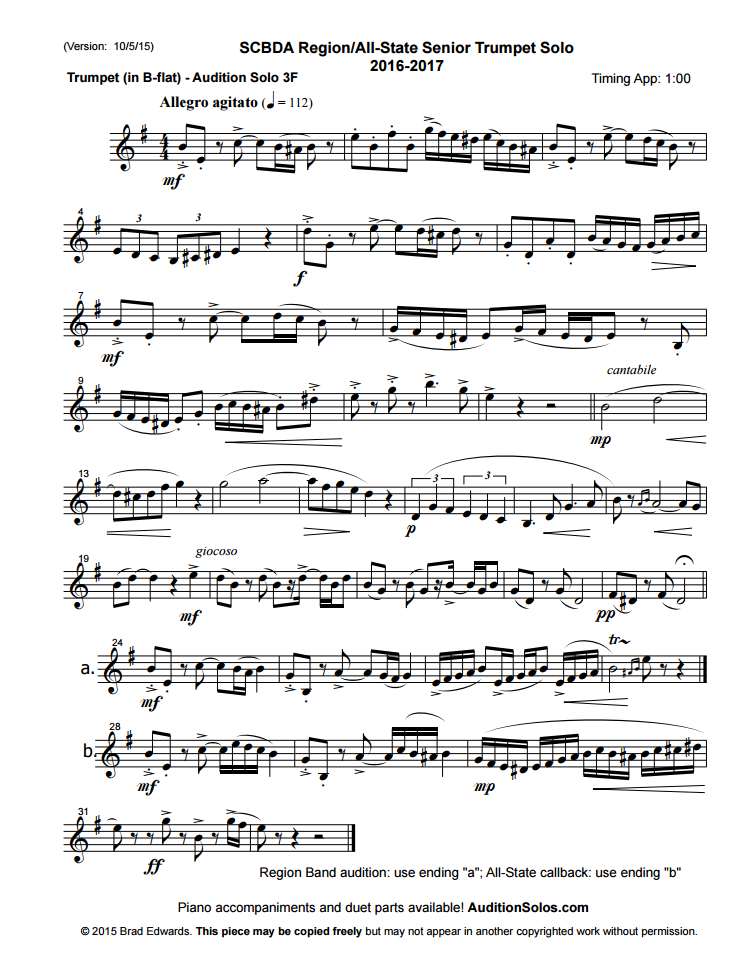 (Version: 10/5/15)
SCBDA Region/All-State Senior Trumpet Solo
2016-2017
Trumpet (in B-flat) - Audition Solo 3F
Timing App: 1:00
Allegro agitato (♩ = 112)
4
4
mf
4
3
3
f
7
mf
9
cantabile
mp
13
3
3
p
19
giocoso
mf
pp
24
tr
a.
mf
28
b.
mf
mp
31
ff
Region Band audition: use ending "a"; All-State callback: use ending "b"
Piano accompaniments and duet parts available! AuditionSolos.com
© 2015 Brad Edwards. This piece may be copied freely but may not appear in another copyrighted work without permission.